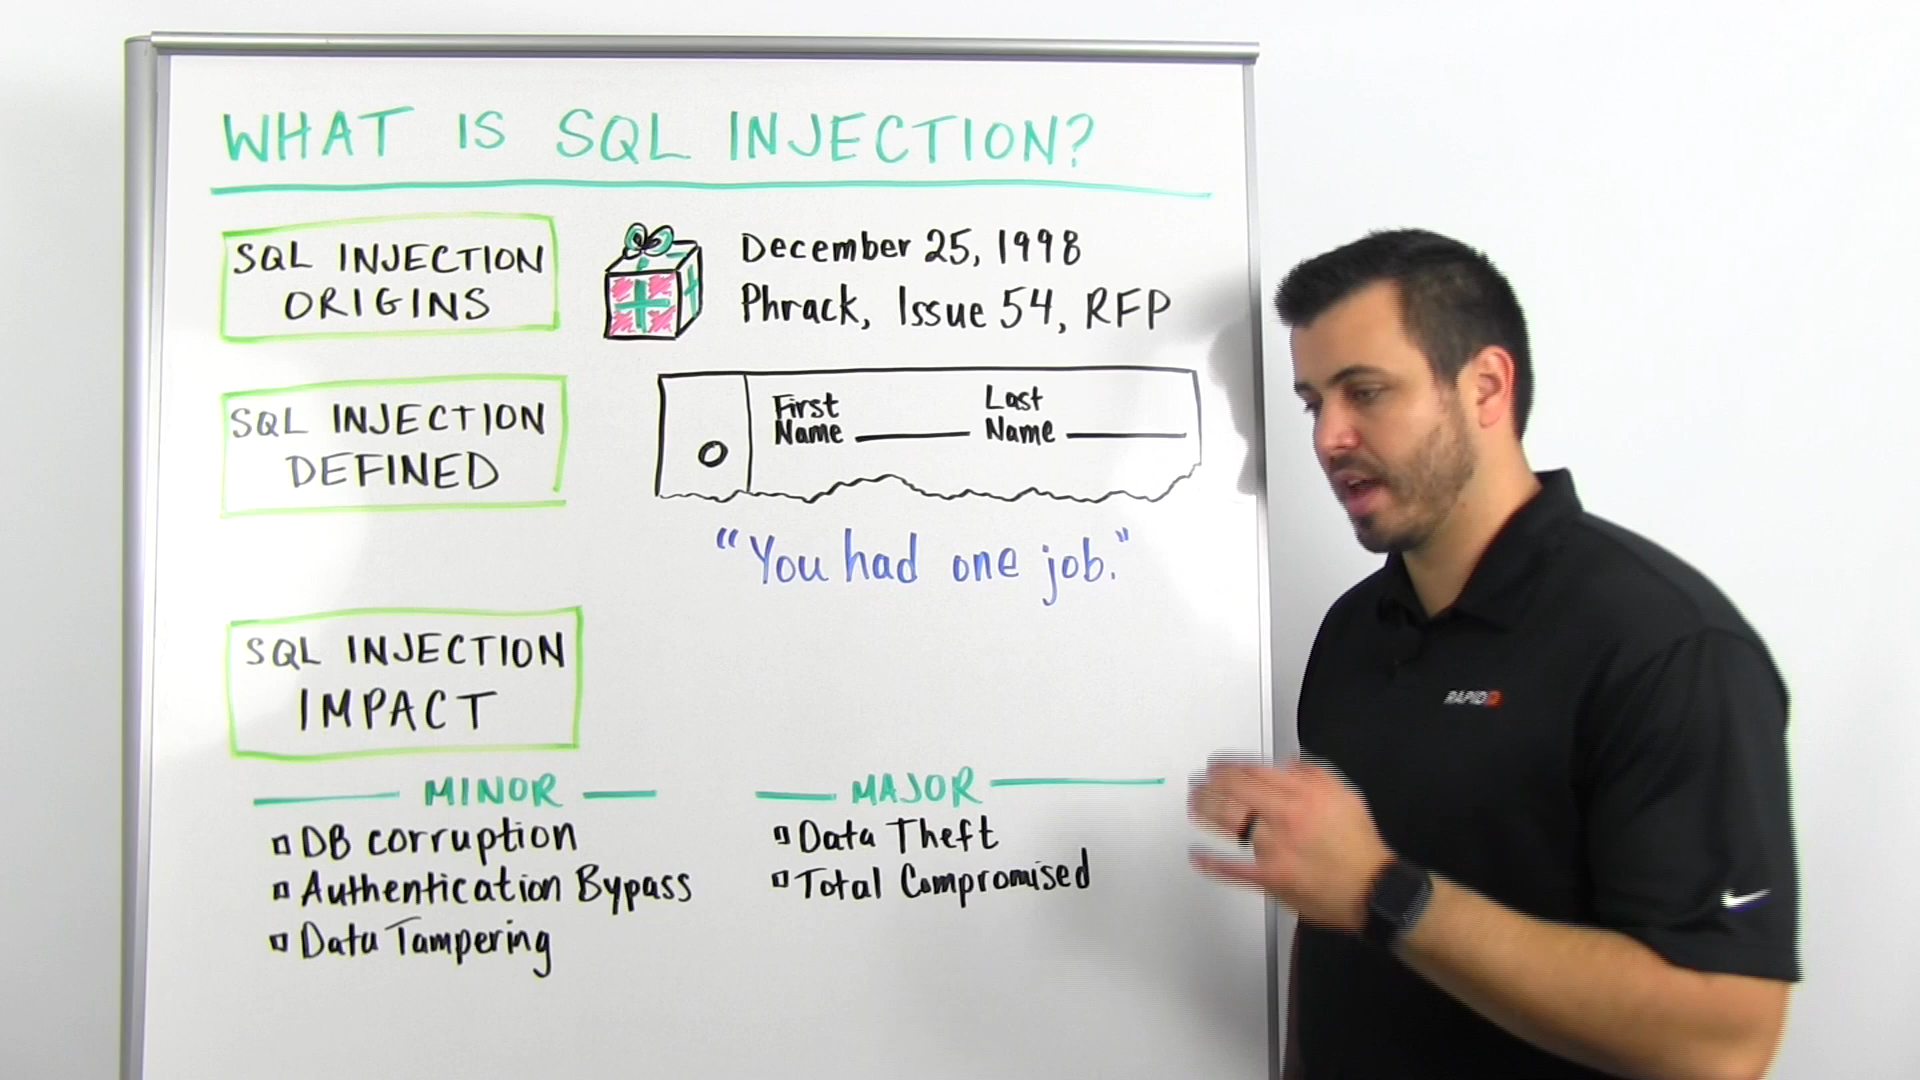 WHAT IS SQL INJECTION?
SQL INJECTION
ORIGINS
December 25, 1998
Phrack, Issue 54, RFP
SQL INJECTION
DEFINED
First
Name
Last
Name
"You had one job."
SQL INJECTION
IMPACT
MINOR
DB corruption
Authentication Bypass
Data Tampering
MAJOR
Data Theft
Total Compromised
RAPID7